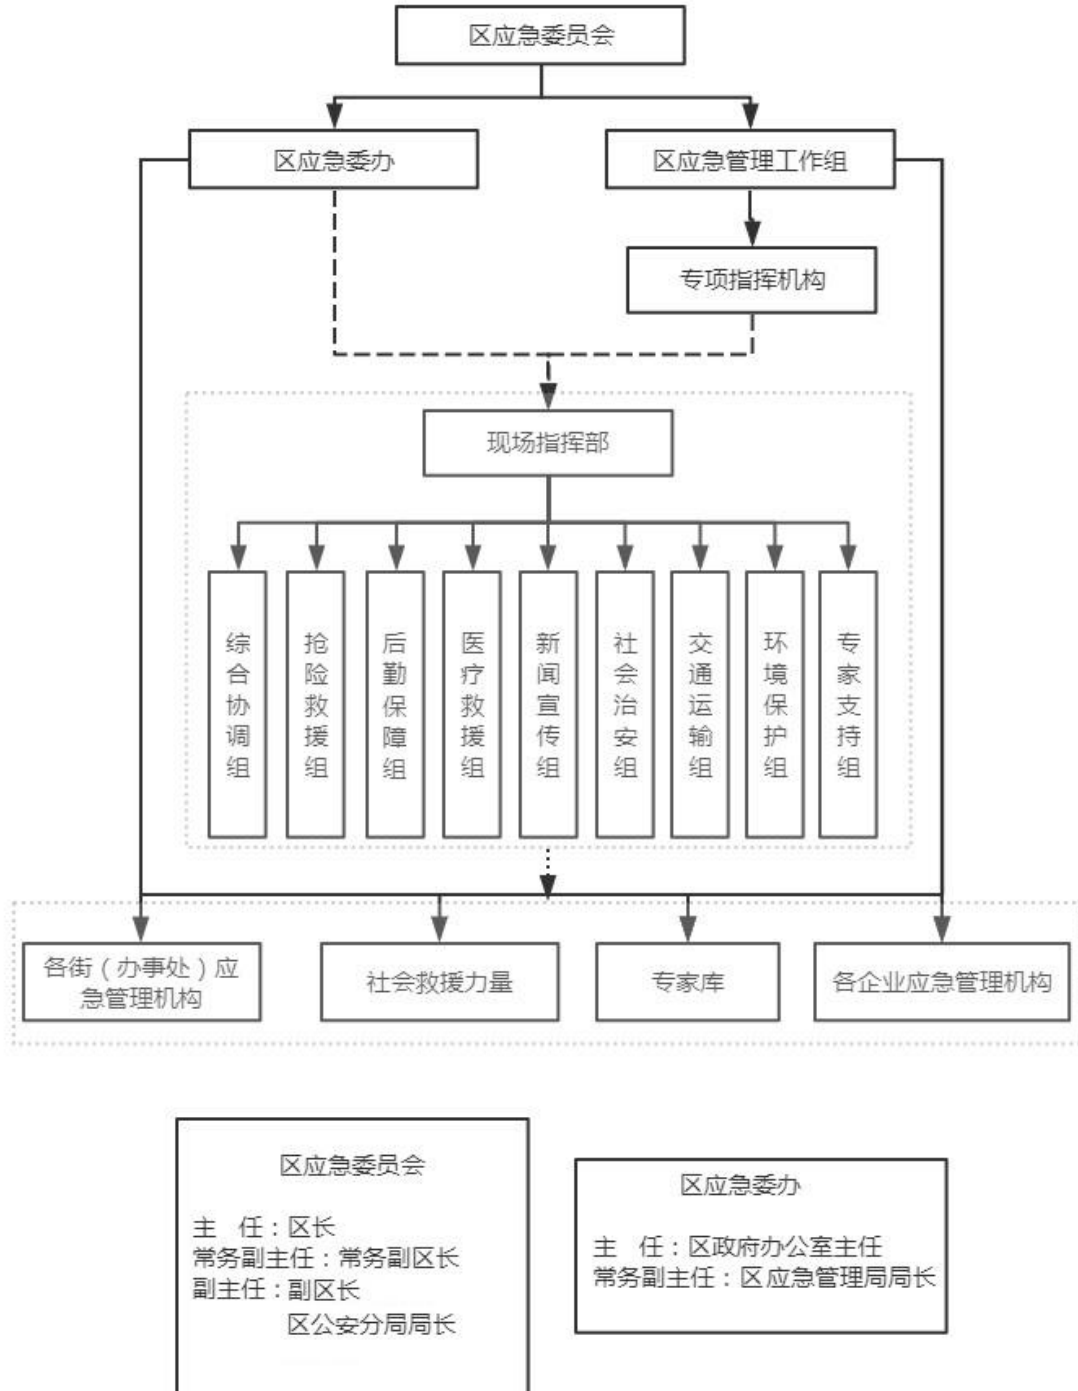 区应急委员会
区应急委办
区应急管理工作组
专项指挥机构
现场指挥部
综合协调组
抢险救援组
后勤保障组
医疗救援组
新闻宣传组
社会治安组
交通运输组
环境保护组
专家支持组
各街（办事处）应
急管理机构
社会救援力量
专家库
各企业应急管理机构
区应急委员会
主 任：区长
常务副主任：常务副区长
副主任：副区长
区公安分局局长
区应急委办
主 任：区政府办公室主任
常务副主任：区应急管理局局长